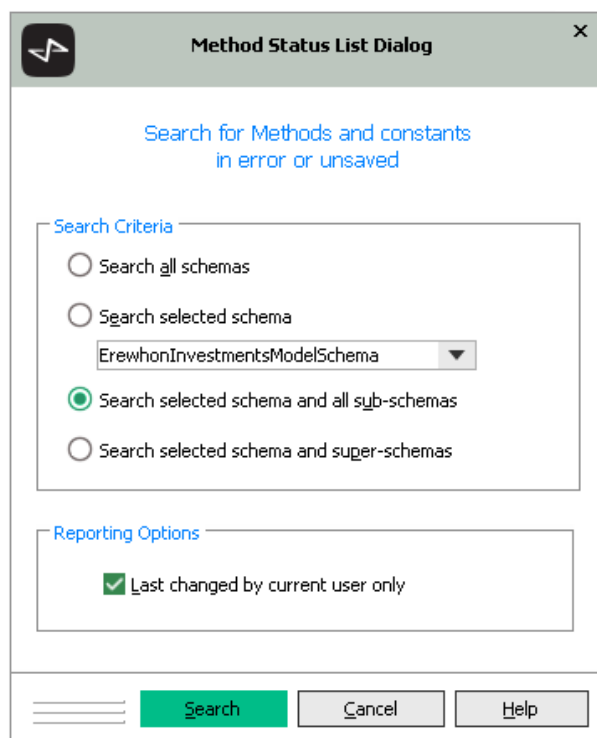 Method Status List Dialog
Search for Methods and constants
in error or unsaved
Search Criteria
Search all schemas
Search selected schema
ErewhonInvestmentsModelSchema
Search selected schema and all sub-schemas
Search selected schema and super-schemas
Reporting Options
Last changed by current user only
Search Cancel Help